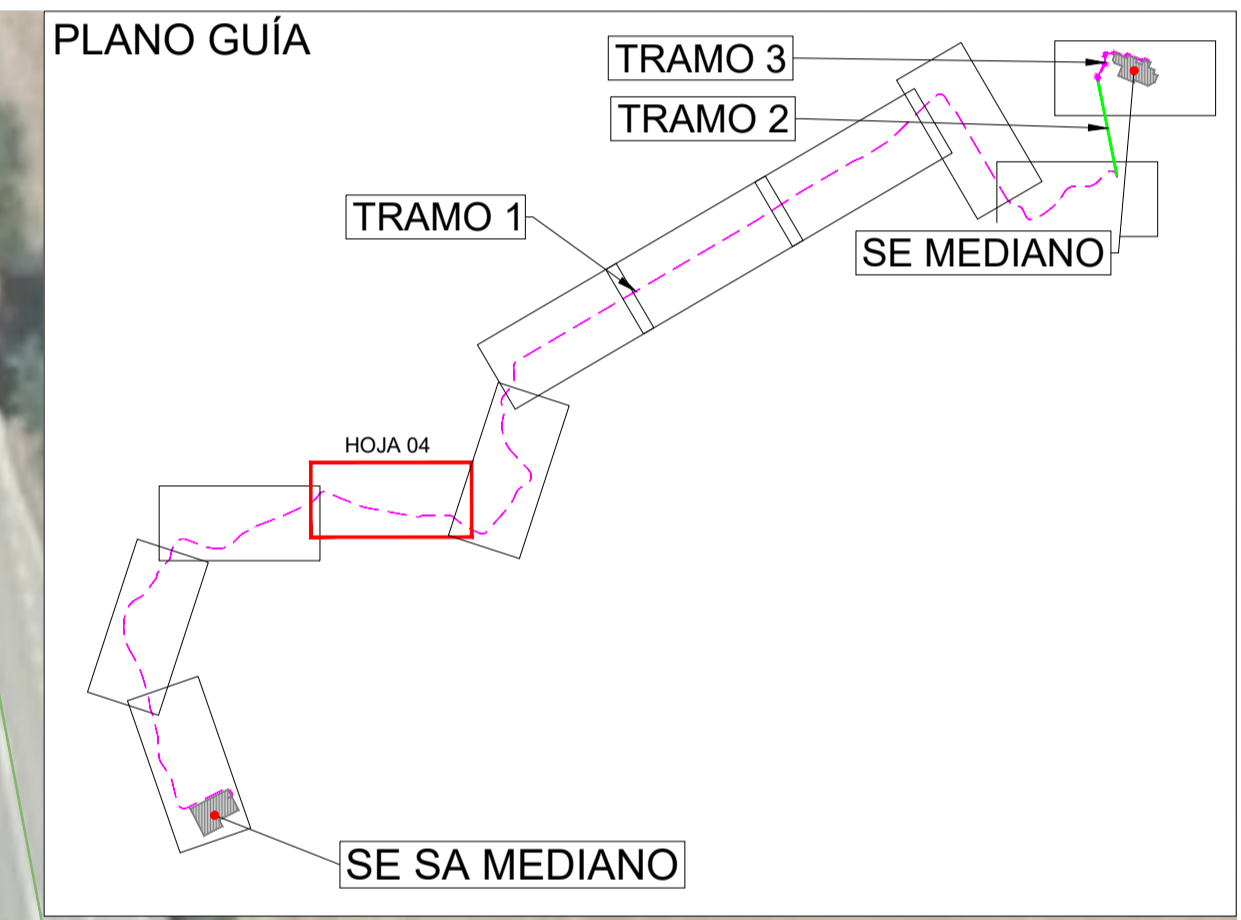 PLANO GUÍA
TRAMO 3
TRAMO 2
TRAMO 1
SE MEDIANO
HOJA 04
SE SA MEDIANO